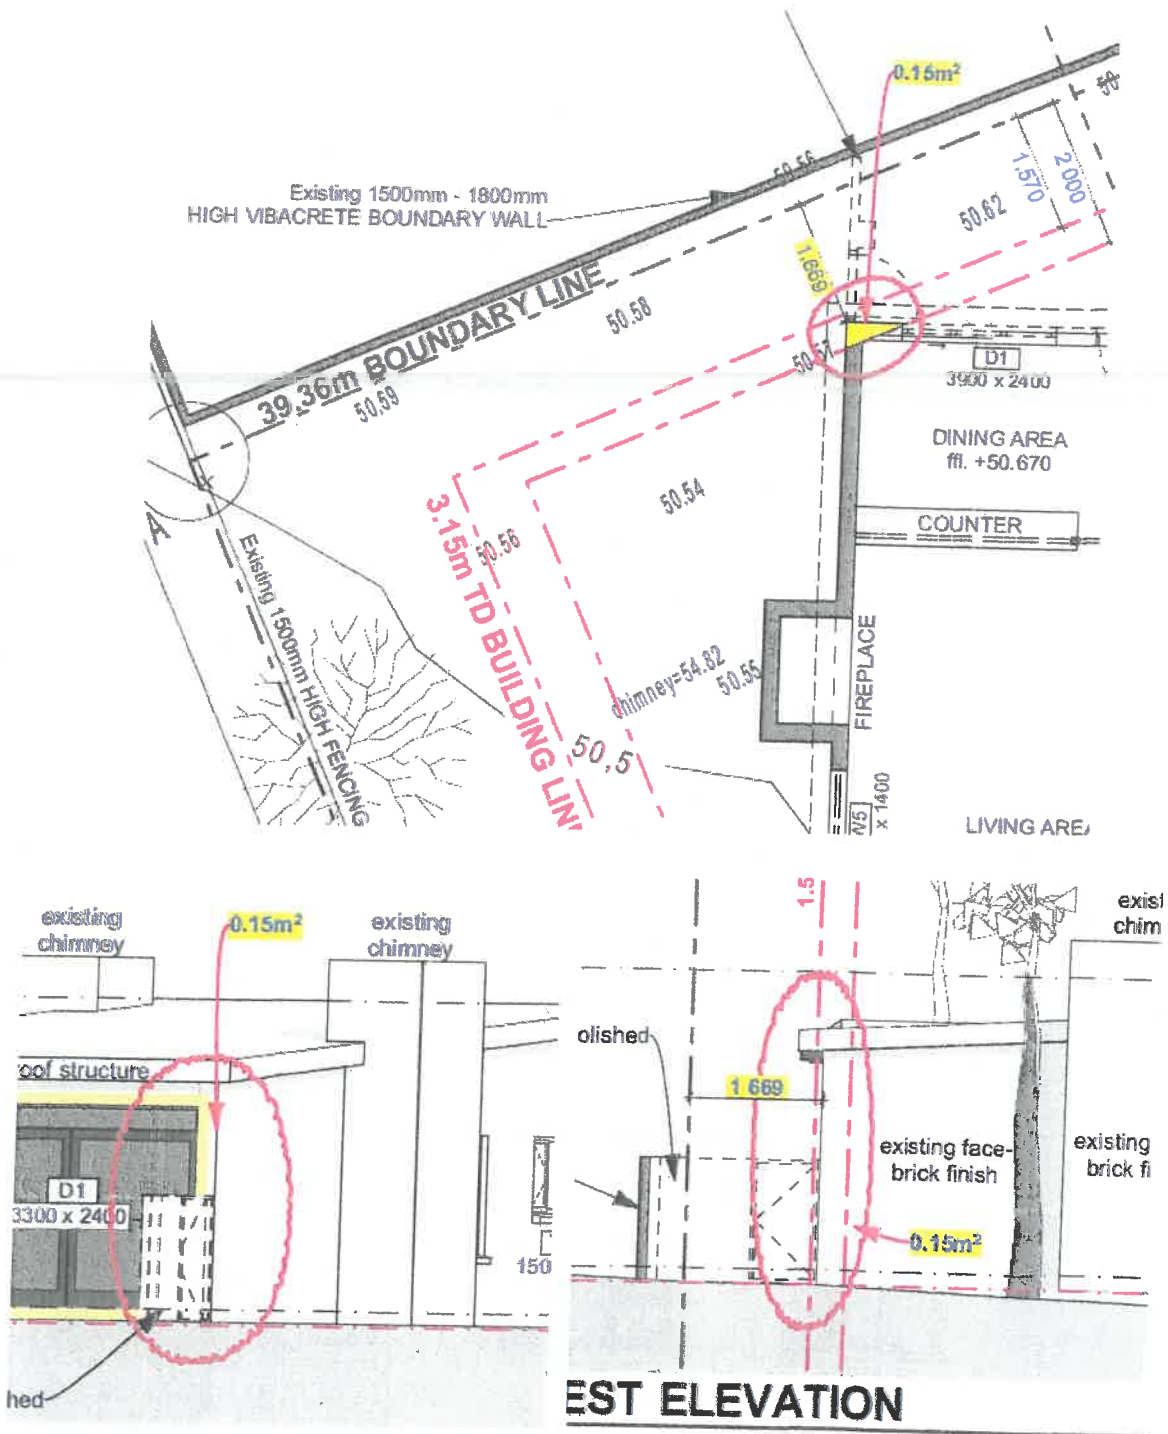 0.15m²
50
50.56
1.570
2 000
Existing 1500mm - 1800mm
HIGH VIBACRETE BOUNDARY WALL
50.62
1.669
39.36m BOUNDARY LINE
50.58
50.59
50.57
D1
3900 x 2400
DINING AREA
ffl. +50.670
3.15m TD BUILDING LIN
50.56
50.54
COUNTER
A
Existing 1500mm HIGH FENCING
chimney=54.82
50.55
FIREPLACE
50,5
W5
x 1400
LIVING AREA
existing
chimney
0.15m²
existing
chimney
oof structure
D1
3300 x 2400
150
hed
1.5
exist
chim
olished
1 669
existing face-
brick finish
existing
brick fi
0.15m²
EST ELEVATION